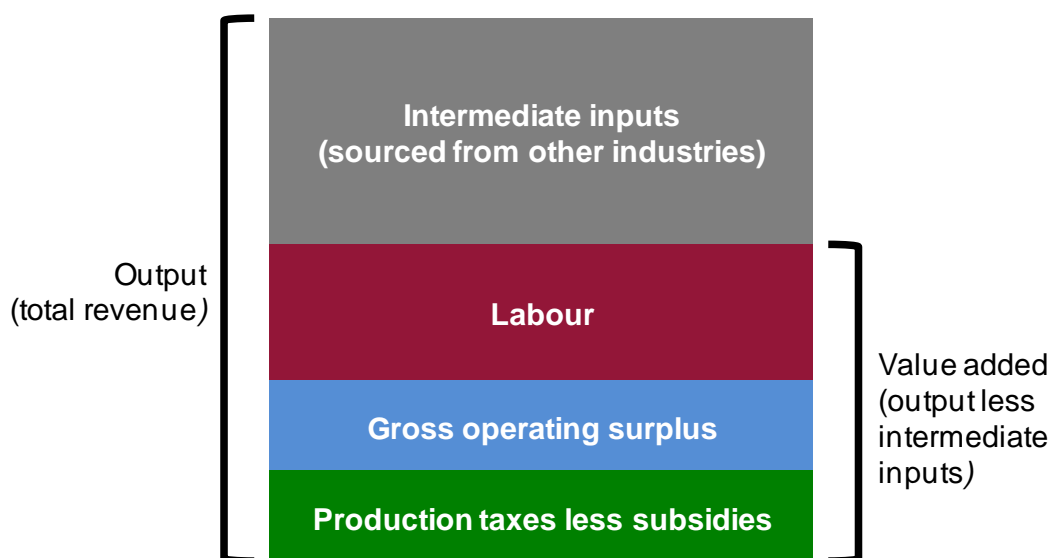 Intermediate inputs
(sourced from other industries)
Output
(total revenue)
Labour
Value added
(output less
intermediate
inputs)
Gross operating surplus
Production taxes less subsidies